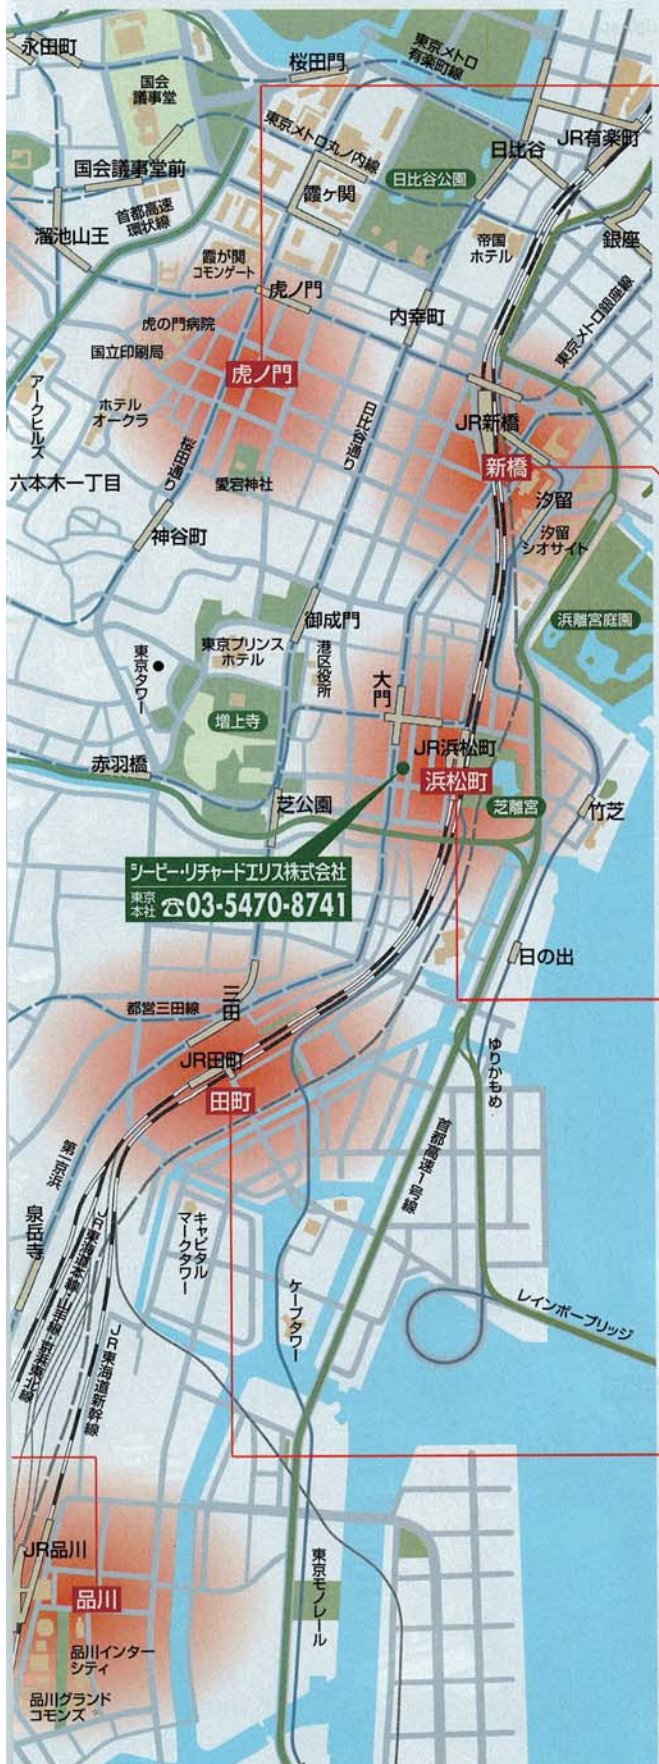 永田町
国会
議事堂
桜田門
東京メトロ
有楽町線
東京メトロ丸ノ内線
国会議事堂前
日比谷
JR有楽町
日比谷公園
霞ヶ関
首都高速
環状線
溜池山王
帝国
ホテル
銀座
霞が関
コモンゲート
虎ノ門
内幸町
虎の門病院
国立印刷局
虎ノ門
東京メトロ銀座線
アークヒルズ
ホテル
オークラ
日比谷通り
JR新橋
桜田通り
新橋
六本木一丁目
愛宕神社
汐留
神谷町
汐留
シオサイト
御成門
浜離宮庭園
東京プリンス
ホテル
港区役所
東京タワー
大門
増上寺
JR浜松町
赤羽橋
浜松町
芝公園
芝離宮
竹芝
シービー・リチャードエリス株式会社
東京
本社
☎03-5470-8741
日の出
三田
都営三田線
JR田町
ゆりかもめ
田町
首都高速1号線
第一京浜
泉岳寺
キャピタル
マークタワー
JR東海道本線・山手線・京浜東北線
ケープタワー
レインボーブリッジ
JR東海道新幹線
JR品川
東京モノレール
品川
品川インター
シティ
品川グランド
コモンズ